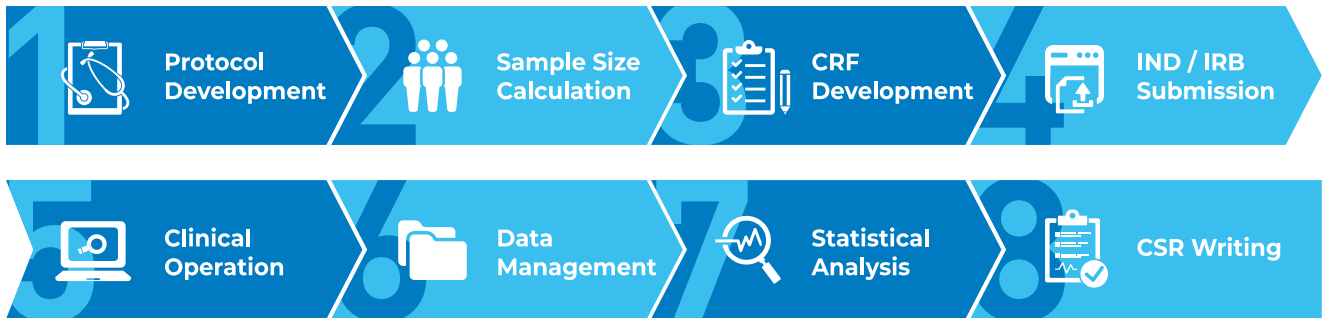 1
Protocol
Development
2
Sample Size
Calculation
3
CRF
Development
4
IND / IRB
Submission
5
Clinical
Operation
6
Data
Management
7
Statistical
Analysis
8
CSR Writing